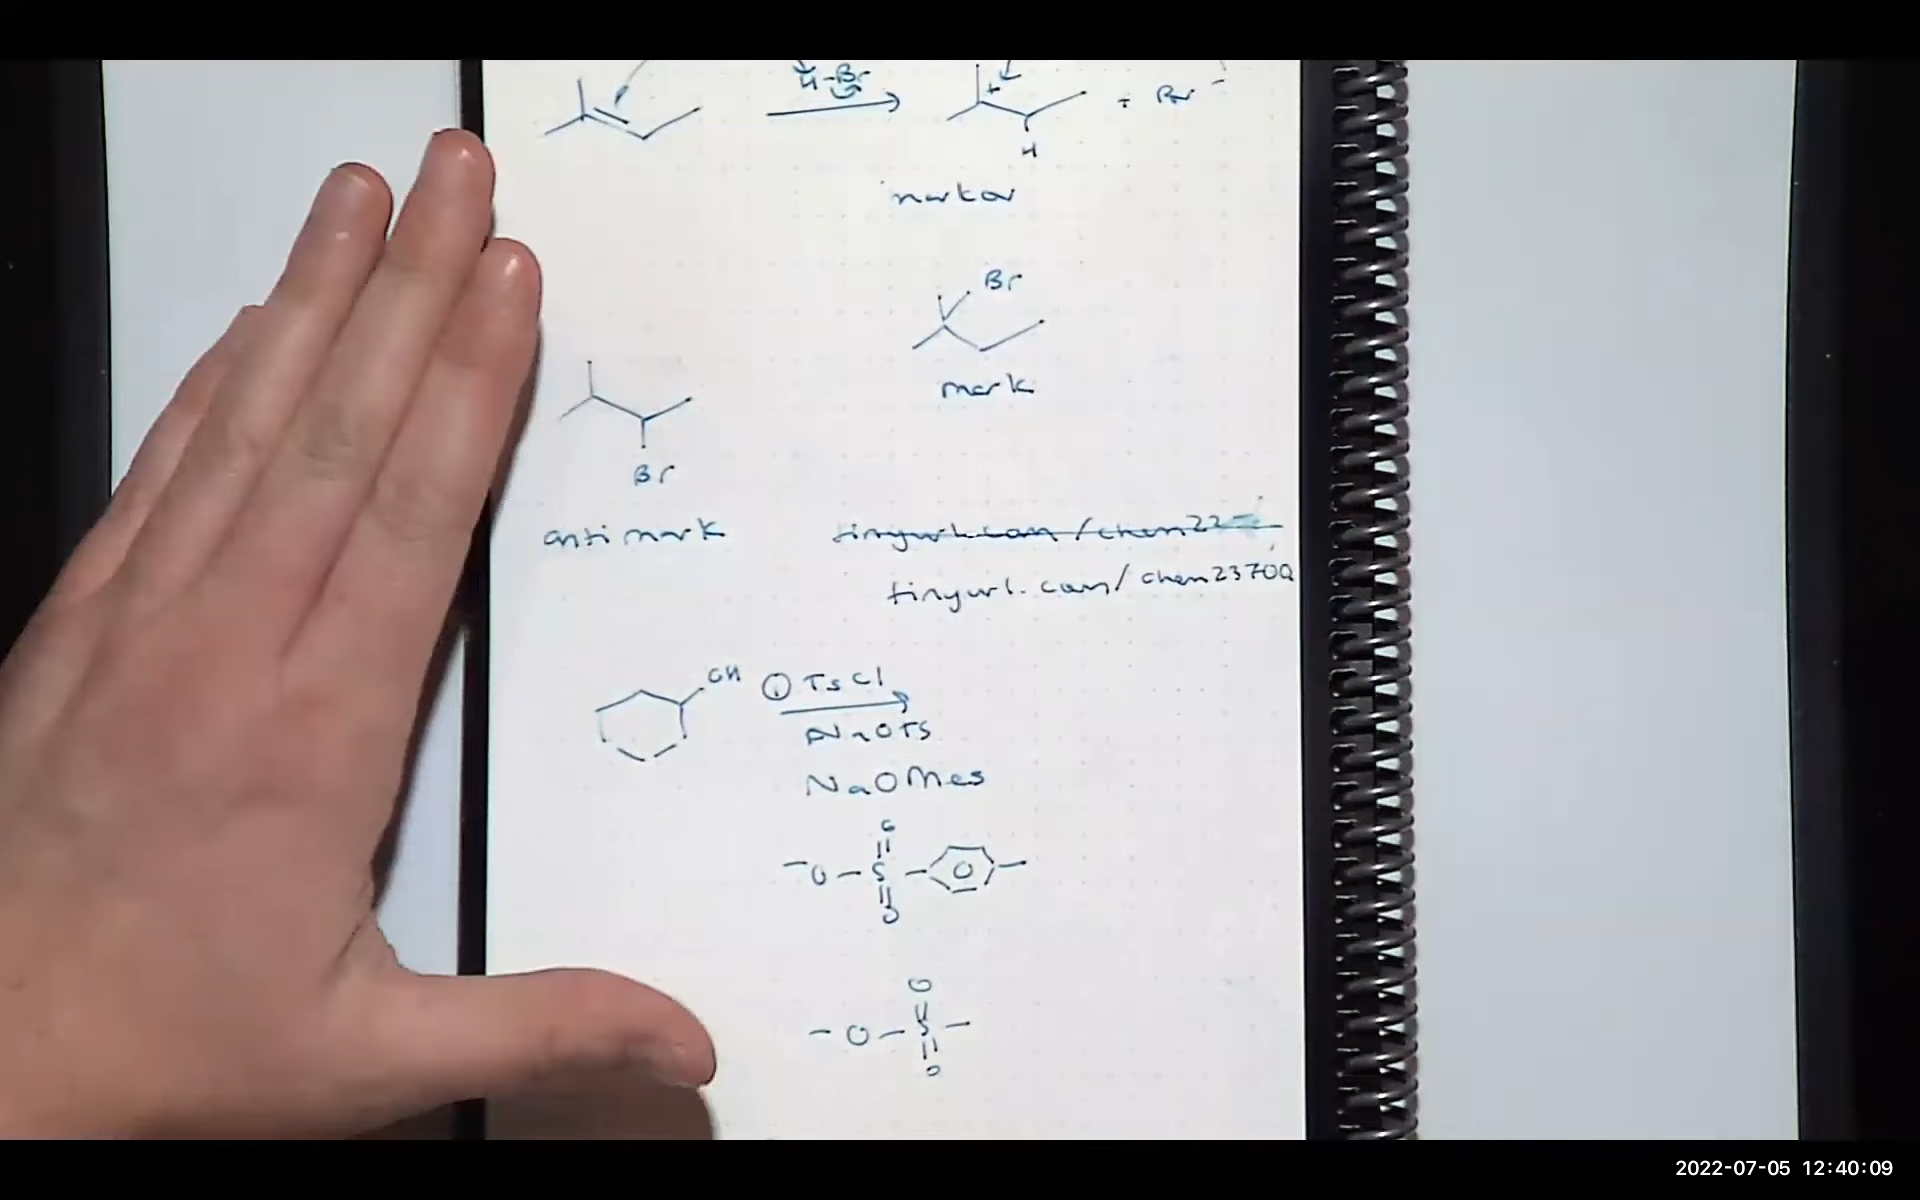 H-Br
+
+ Br -
H
markov
Br
mark
Br
anti mark
tinyurl.com/chem22
tinyurl.com/chem2370Q
OH
① TsCl
NaOTs
NaOMes
O
-O-S-
O
O
-O-S-
O
2022-07-05 12:40:09